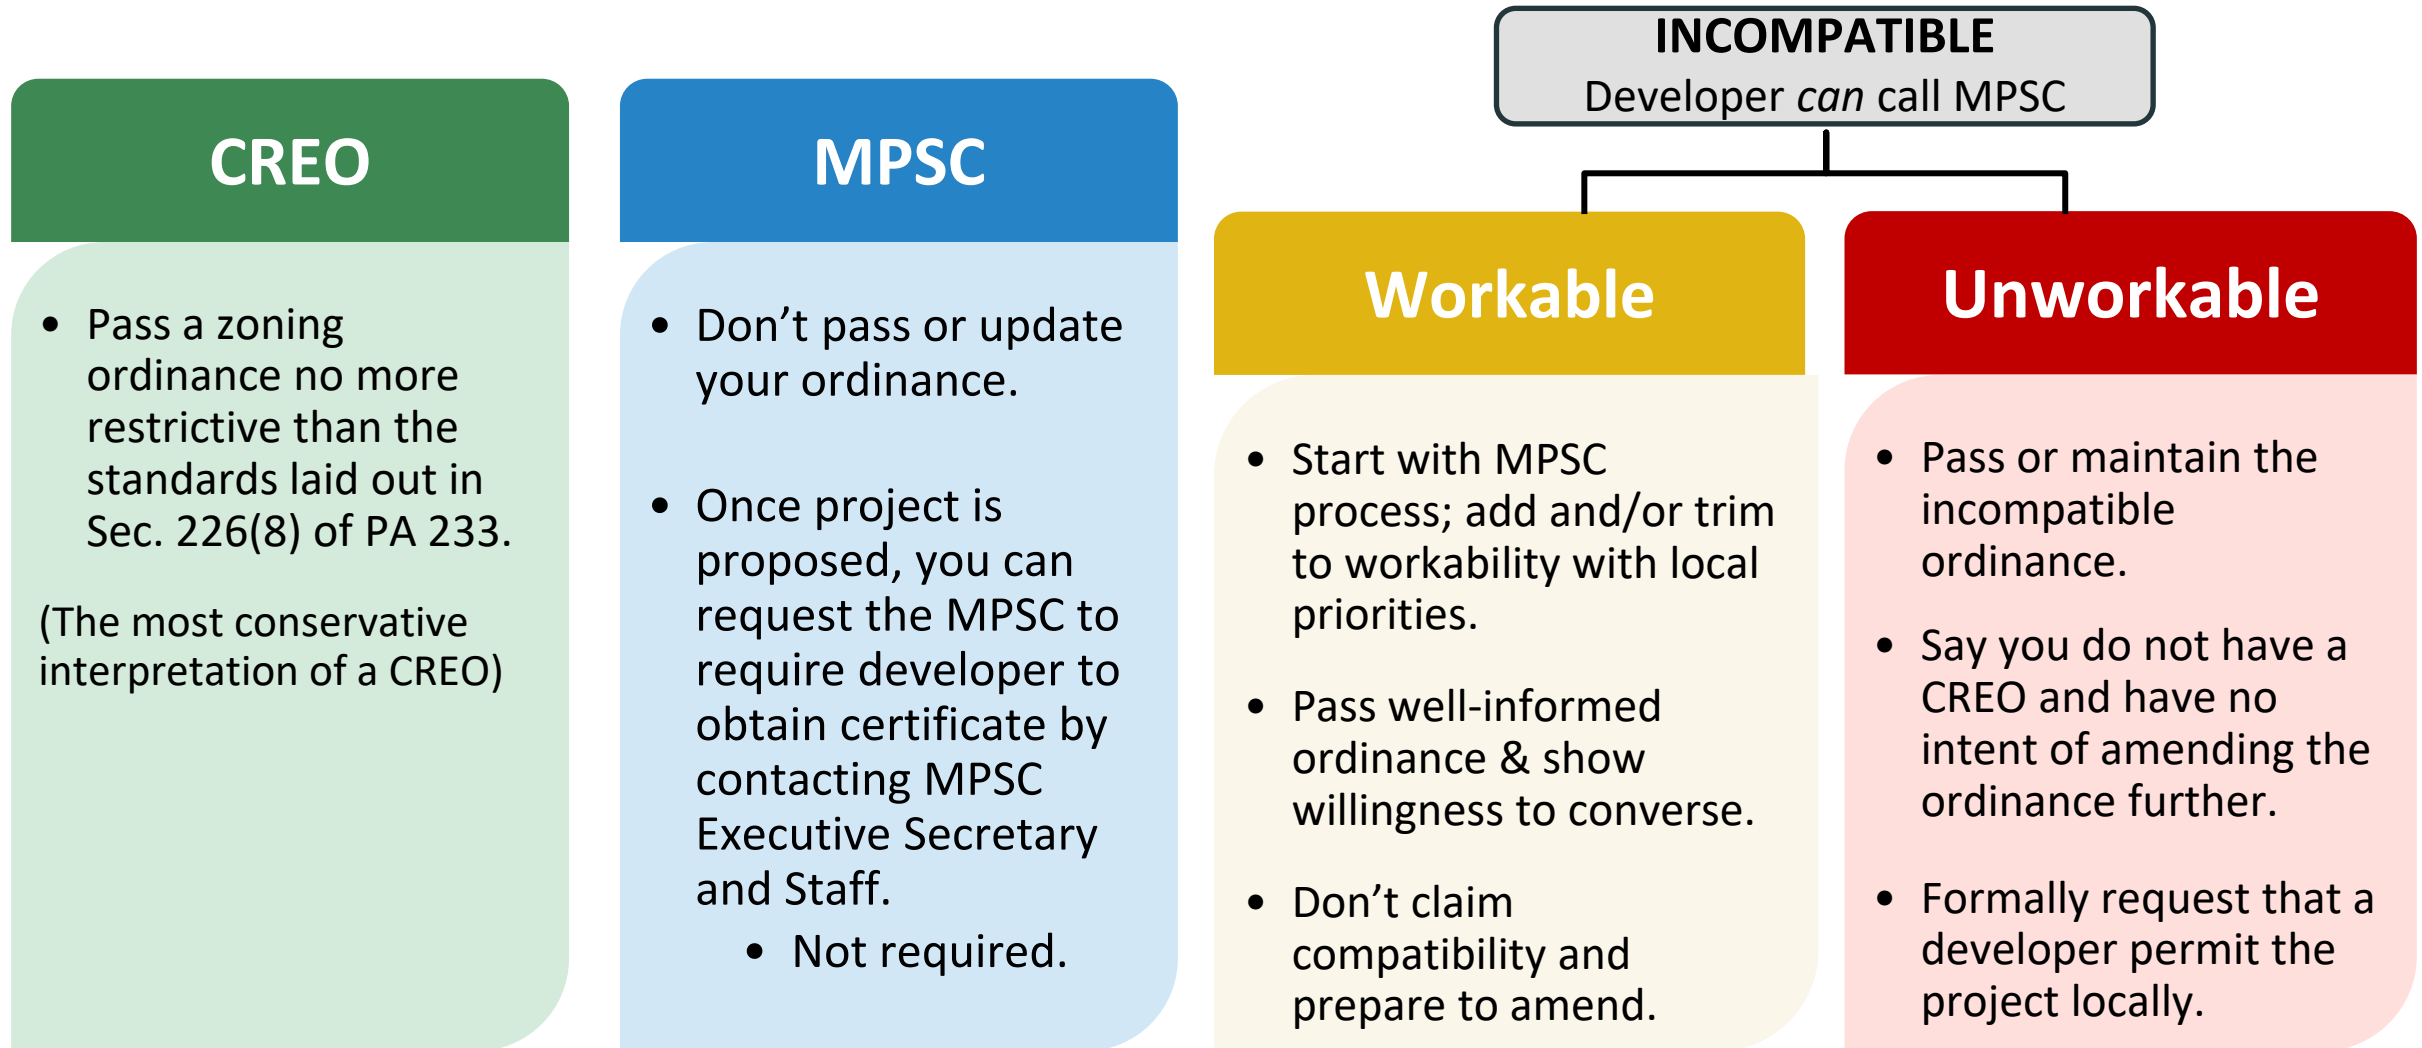 CREO
• Pass a zoning
ordinance no more
restrictive than the
standards laid out in
Sec. 226(8) of PA 233.
(The most conservative
interpretation of a CREO)
MPSC
• Don’t pass or update
your ordinance.
• Once project is
proposed, you can
request the MPSC to
require developer to
obtain certificate by
contacting MPSC
Executive Secretary
and Staff.
• Not required.
INCOMPATIBLE
Developer can call MPSC
Workable
• Start with MPSC
process; add and/or trim
to workability with local
priorities.
• Pass well-informed
ordinance & show
willingness to converse.
• Don’t claim
compatibility and
prepare to amend.
Unworkable
• Pass or maintain the
incompatible
ordinance.
• Say you do not have a
CREO and have no
intent of amending the
ordinance further.
• Formally request that a
developer permit the
project locally.